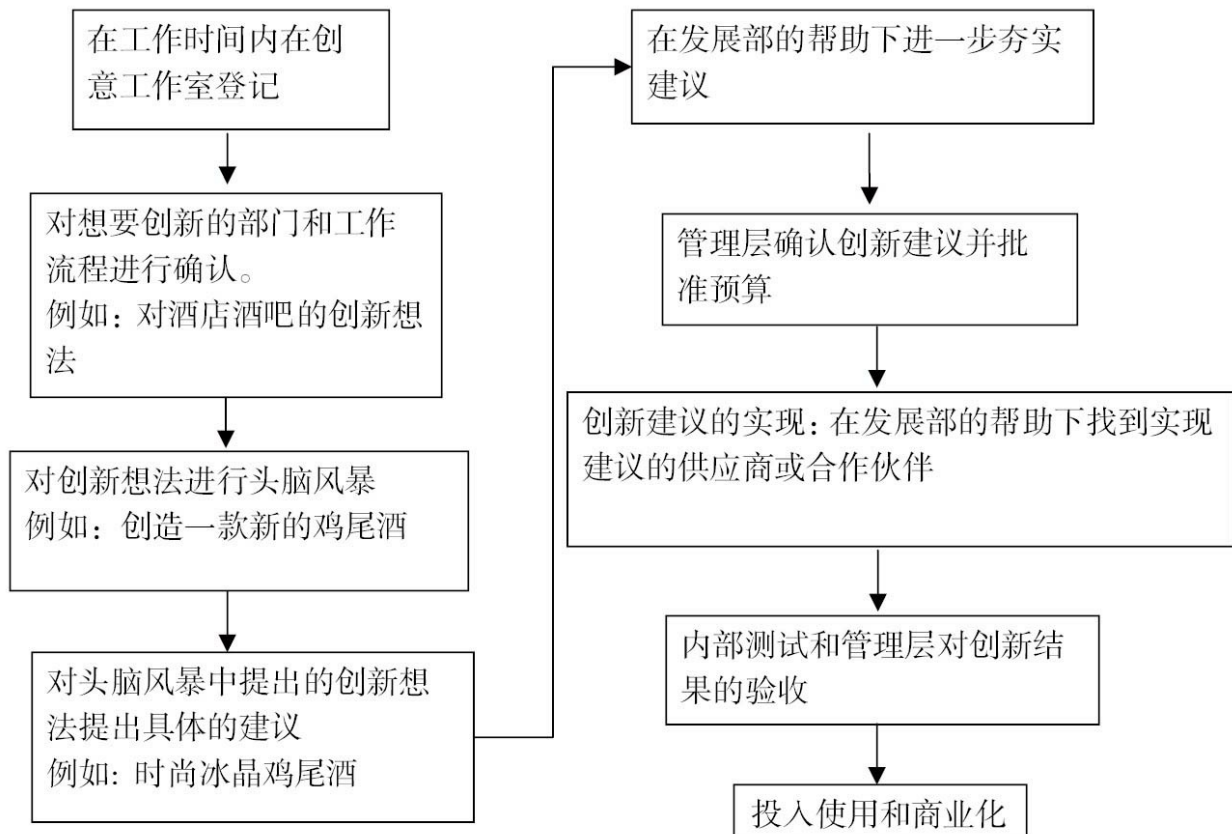 在工作时间内在创
意工作室登记
对想要创新的部门和工作
流程进行确认。
例如：对酒店酒吧的创新想
法
对创新想法进行头脑风暴
例如：创造一款新的鸡尾酒
对头脑风暴中提出的创新想
法提出具体的建议
例如：时尚冰晶鸡尾酒
在发展部的帮助下进一步夯实
建议
管理层确认创新建议并批
准预算
创新建议的实现：在发展部的帮助下找到实现
建议的供应商或合作伙伴
内部测试和管理层对创新结
果的验收
投入使用和商业化